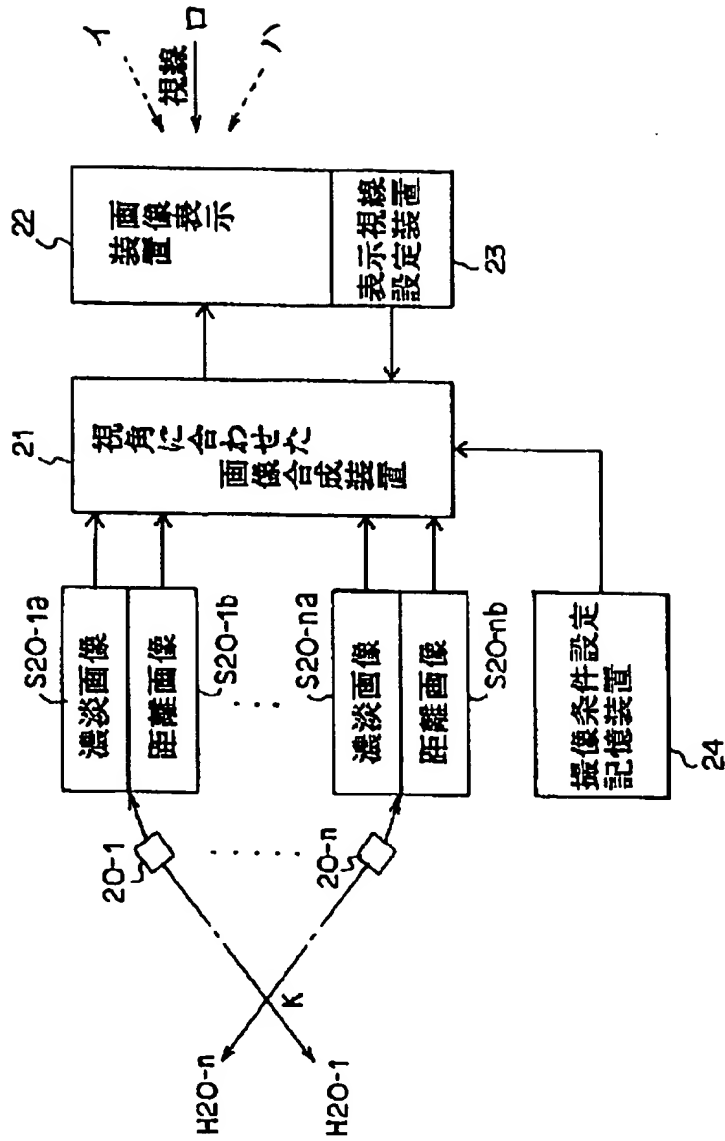 イ
視線
ロ
ハ
22
画像表示
装置
表示視線
設定装置
23
21
視角に合わせた
画像合成装置
S20-1a
濃淡画像
距離画像
S20-1b
S20-na
濃淡画像
距離画像
S20-nb
撮像条件設定
記憶装置
24
20-1
20-n
K
H20-n
H20-1